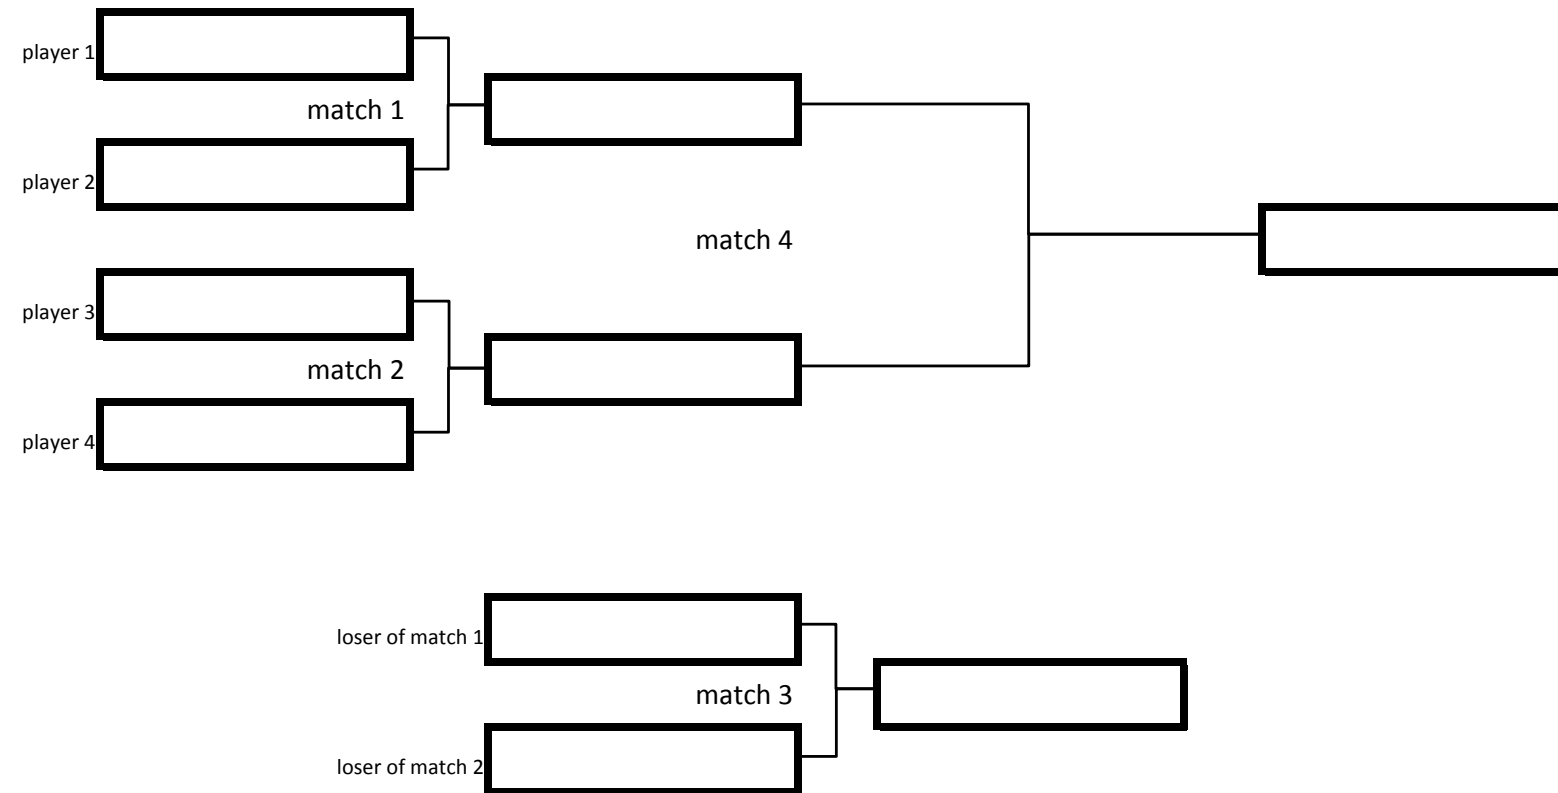 player 1
match 1
player 2
match 4
player 3
match 2
player 4
loser of match 1
match 3
loser of match 2